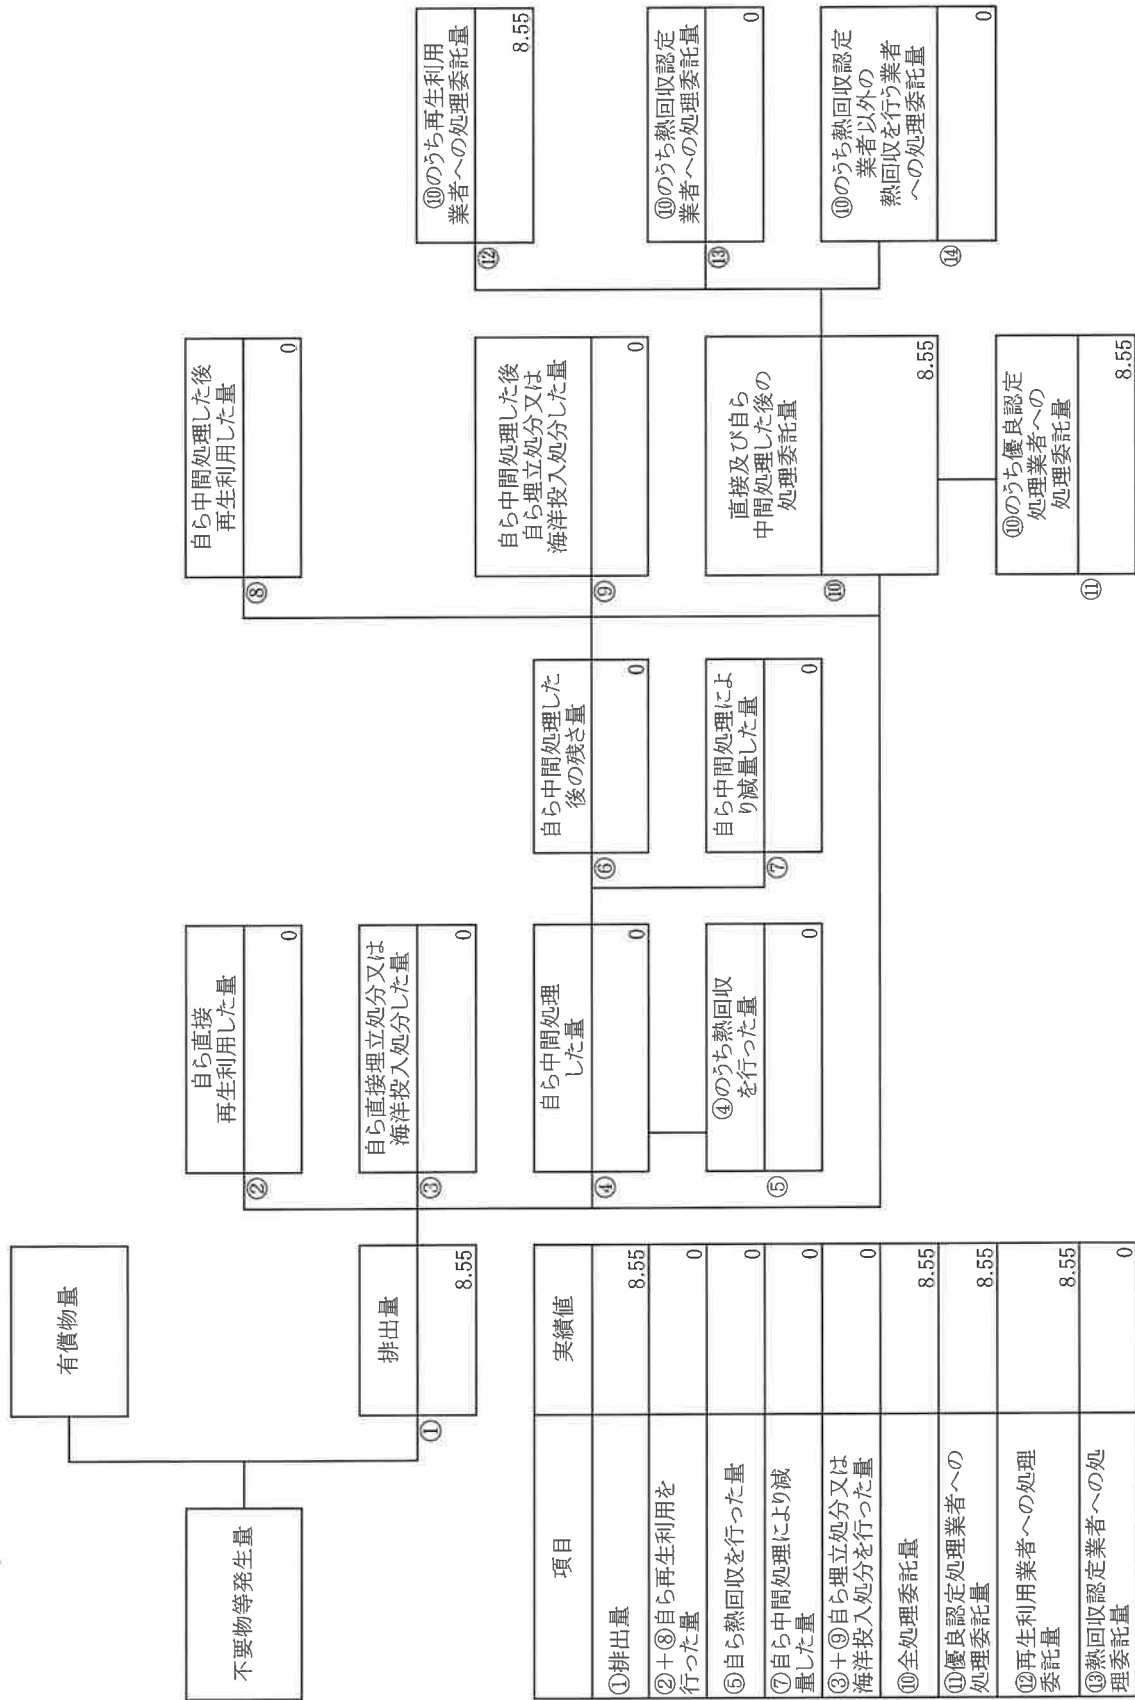 不要物等発生量
有償物量
排出量
①
8.55
自ら直接
再生利用した量
②
0
自ら直接埋立処分又は
海洋投入処分した量
③
0
自ら中間処理
した量
④
0
④のうち熱回収
を行った量
⑤
0
自ら中間処理した
後の残さ量
⑥
0
自ら中間処理によ
り減量した量
⑦
0
自ら中間処理した後
再生利用した量
⑧
0
自ら中間処理した後
自ら埋立処分又は
海洋投入処分した量
⑨
0
直接及び自ら
中間処理した後の
処理委託量
⑩
8.55
⑩のうち優良認定
処理業者への
処理委託量
⑪
8.55
⑩のうち再生利用
業者への処理委託量
⑫
8.55
⑩のうち熱回収認定
業者への処理委託量
⑬
0
⑩のうち熱回収認定
業者以外の
熱回収を行う業者
への処理委託量
⑭
0
項目 実績値
①排出量 8.55
②+⑧自ら再生利用を
行った量 0
⑤自ら熱回収を行った量 0
⑦自ら中間処理により減
量した量 0
③+⑨自ら埋立処分又は
海洋投入処分を行った量 0
⑩全処理委託量 8.55
⑪優良認定処理業者への
処理委託量 8.55
⑫再生利用業者への処理
委託量 8.55
⑬熱回収認定業者への処
理委託量 0